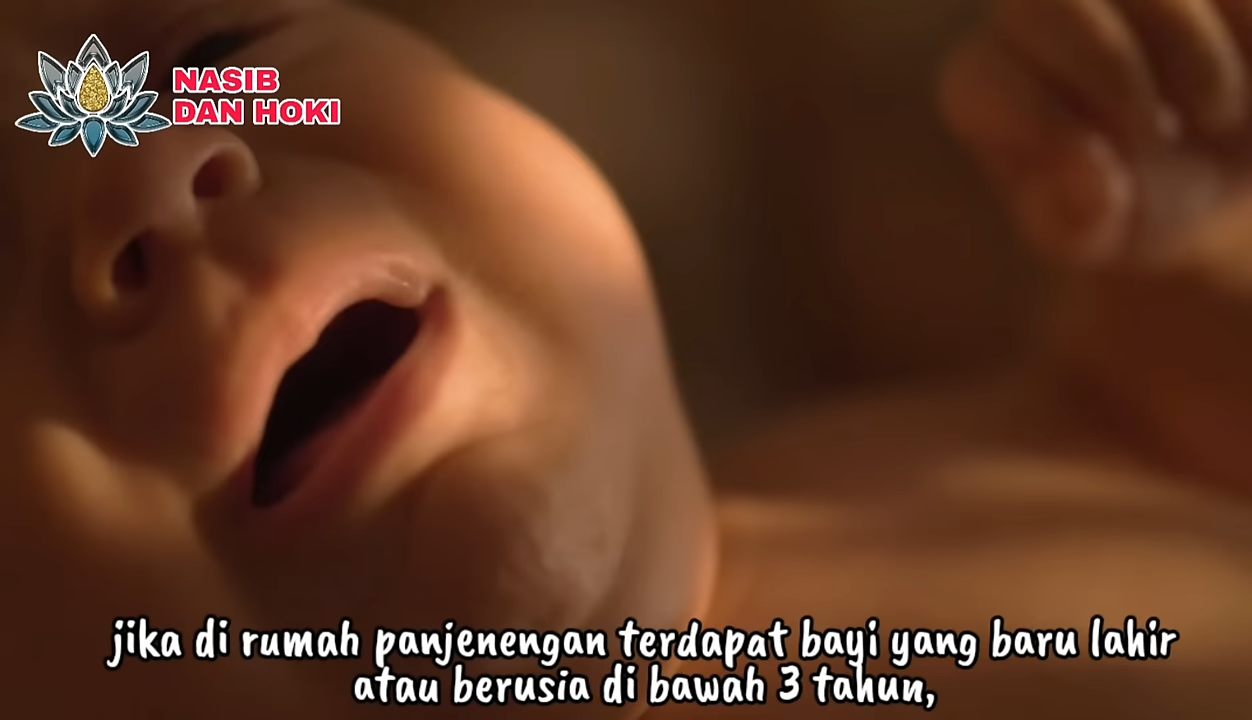 NASIB
DAN HOKI
jika di rumah panjenengan terdapat bayi yang baru lahir
atau berusia di bawah 3 tahun,